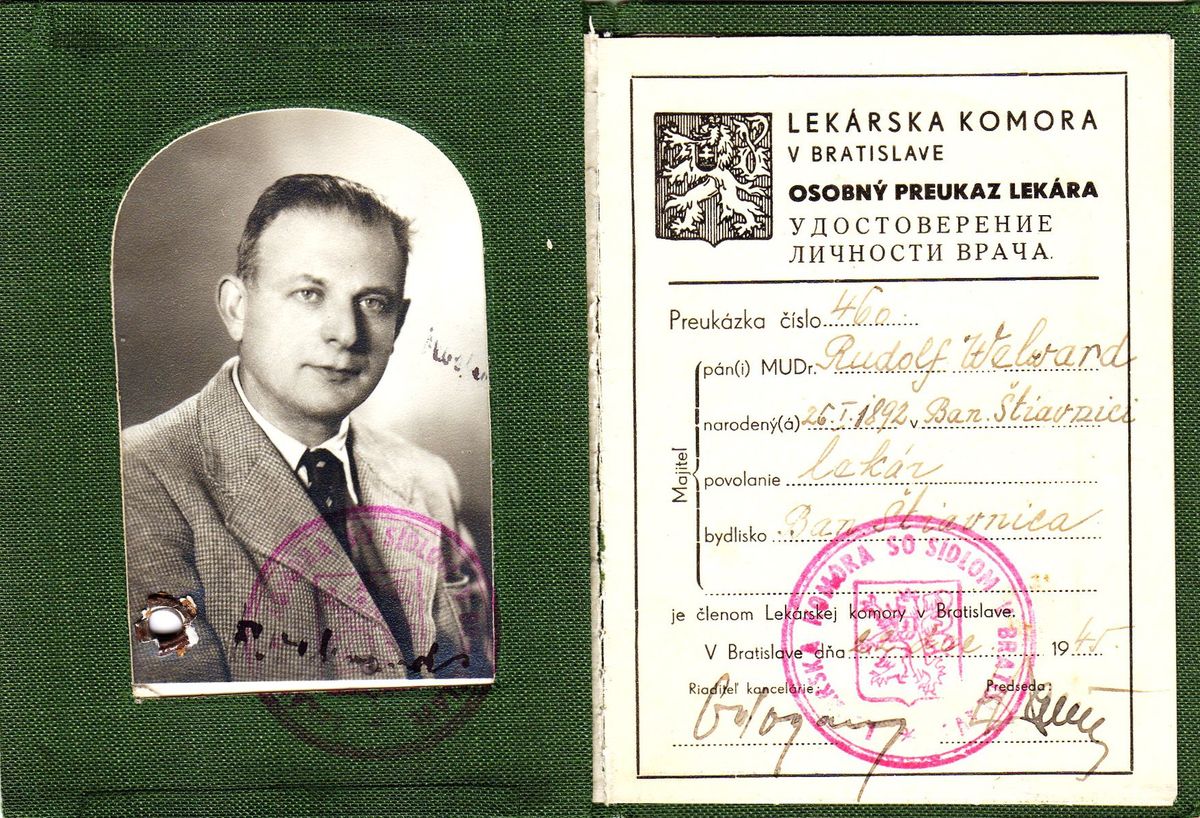 LEKÁRSKA KOMORA
V BRATISLAVE
OSOBNÝ PREUKAZ LEKÁRA
УДОСТОВЕРЕНИЕ
ЛИЧНОСТИ ВРАЧА.
Preukázka číslo 460
Majiteľ
pán(i) MUDr. Rudolf Welward
narodený(á) 26.I.1892 v Ban Štiavnici
povolanie lekár
bydlisko Ban. Štiavnica
je členom Lekárskej komory v Bratislave.
V Bratislave dňa 1945
Riaditeľ kancelárie: Predseda:
KOMORA SO SIDLOM